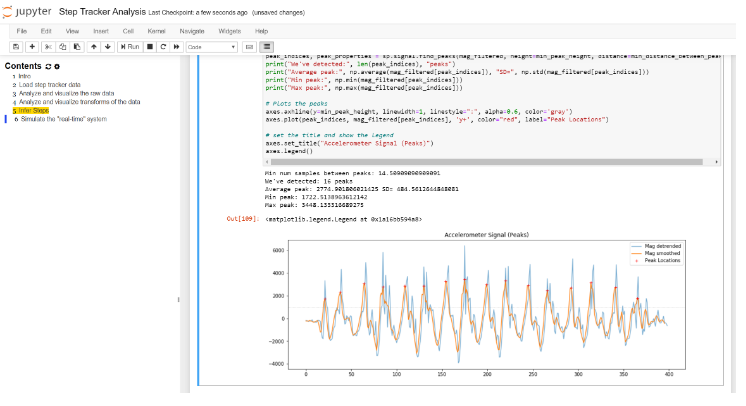 jupyter Step Tracker Analysis Last Checkpoint: a few seconds ago (unsaved changes)
File Edit View Insert Cell Kernel Navigate Widgets Help
Run Code
Contents
1 Intro
2 Load step tracker data
3 Analyze and visualize the raw data
4 Analyze and visualize transforms of the data
5 Infer Steps
6 Simulate the "real-time" system
peak_indices, peak_properties = sp.signal.find_peaks(mag_filtered, height=min_peak_height, distance=min_distance_between_pea
print("We've detected:", len(peak_indices), "peaks")
print("Average peak:", np.average(mag_filtered[peak_indices]), "SD=", np.std(mag_filtered[peak_indices]))
print("Min peak:", np.min(mag_filtered[peak_indices]))
print("Max peak:", np.max(mag_filtered[peak_indices]))
# Plots the peaks
axes.axhline(y=min_peak_height, linewidth=1, linestyle=":", alpha=0.6, color='gray')
axes.plot(peak_indices, mag_filtered[peak_indices], 'y+', color="red", label="Peak Locations")
# set the title and show the legend
axes.set_title("Accelerometer Signal (Peaks)")
axes.legend()
Min num samples between peaks: 14.50909090909091
We've detected: 16 peaks
Average peak: 2774.901806021425 SD= 484.5612644848081
Min peak: 1722.5138963612142
Max peak: 3448.133316689275
Out[109]: <matplotlib.legend.Legend at 0x1a16bb594a8>
Accelerometer Signal (Peaks)
Mag detrended
Mag smoothed
Peak Locations
6000
4000
2000
0
−2000
−4000
0 50 100 150 200 250 300 350 400